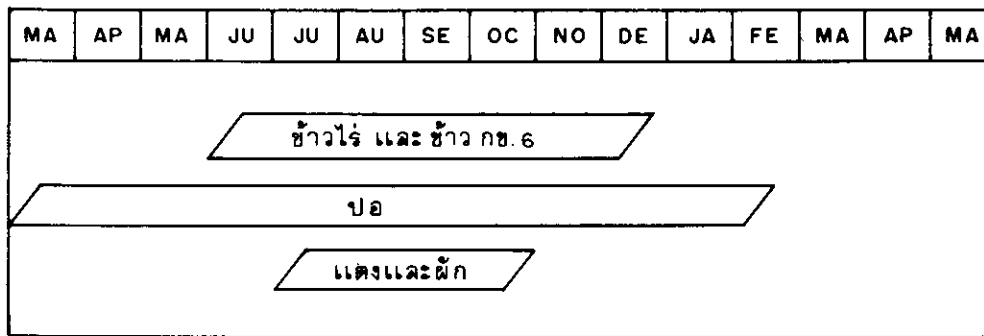 MA AP MA JU JU AU SE OC NO DE JA FE MA AP MA
ข้าวไร่ และ ข้าว กข.6
ปอ
แตงและผัก